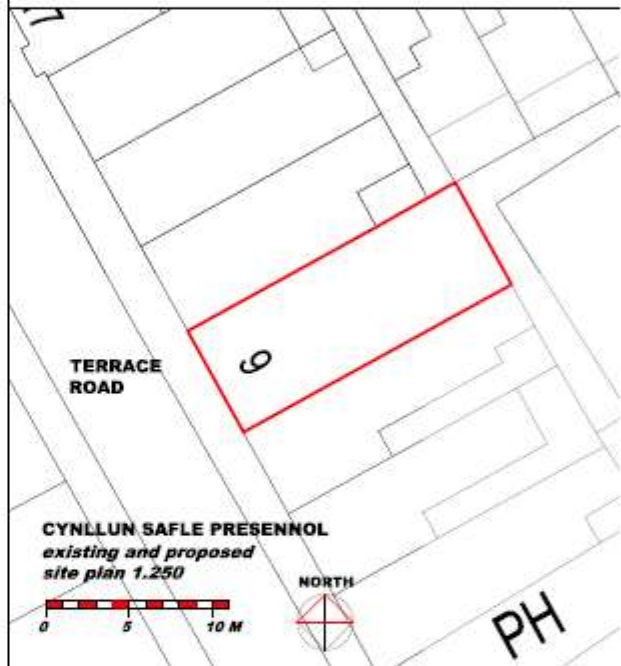 TERRACE
ROAD
9
CYNLLUN SAFLE PRESENNOL
existing and proposed
site plan 1.250
0 5 10 M
NORTH
PH